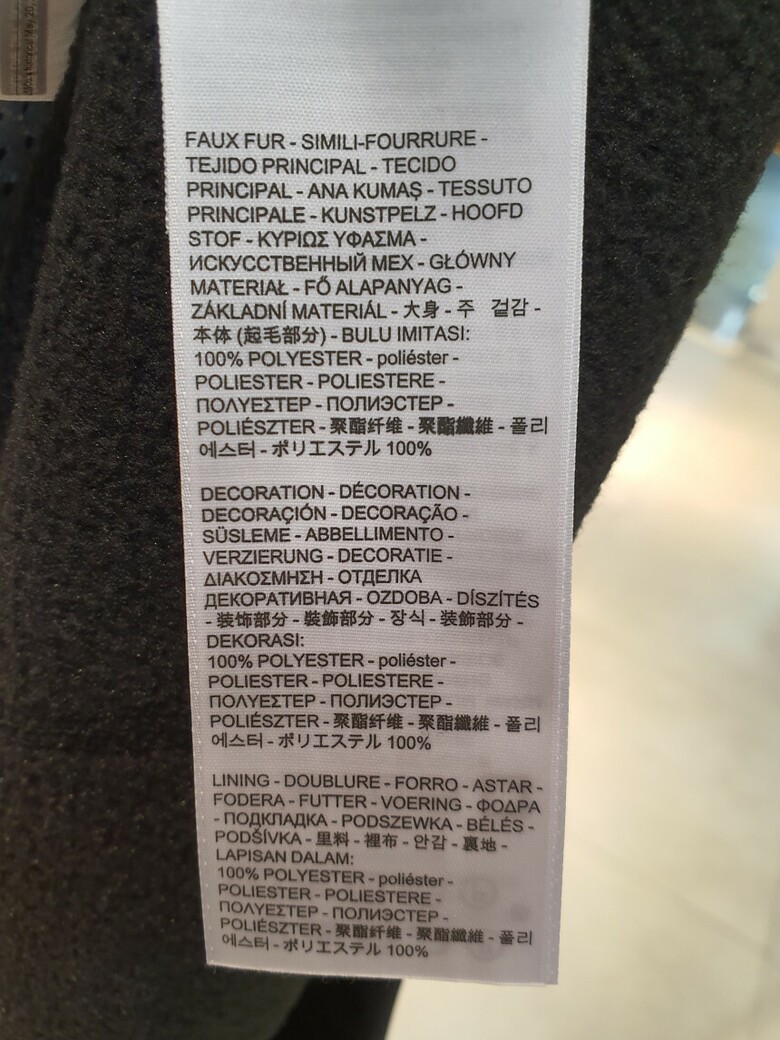 FAUX FUR - SIMILI-FOURRURE -
TEJIDO PRINCIPAL - TECIDO
PRINCIPAL - ANA KUMAŞ - TESSUTO
PRINCIPALE - KUNSTPELZ - HOOFD
STOF - ΚΥΡΙΩΣ ΥΦΑΣΜΑ -
ИСКУССТВЕННЫЙ МЕХ - GŁÓWNY
MATERIAŁ - FŐ ALAPANYAG -
ZÁKLADNÍ MATERIÁL - 大身 - 주 겉감 -
本体 (起毛部分) - BULU IMITASI:
100% POLYESTER - poliéster -
POLIESTER - POLIESTERE -
ΠΟΛΥΕΣΤΕΡ - ПОЛИЭСТЕР -
POLIÉSZTER - 聚酯纤维 - 聚酯纖維 - 폴리
에스터 - ポリエステル 100%
DECORATION - DÉCORATION -
DECORAÇIÓN - DECORAÇÃO -
SÜSLEME - ABBELLIMENTO -
VERZIERUNG - DECORATIE -
ΔΙΑΚΟΣΜΗΣΗ - ОТДЕЛКА
ДЕКОРАТИВНАЯ - OZDOBA - DÍSZÍTÉS
- 装饰部分 - 裝飾部分 - 장식 - 装飾部分 -
DEKORASI:
100% POLYESTER - poliéster -
POLIESTER - POLIESTERE -
ΠΟΛΥΕΣΤΕΡ - ПОЛИЭСТЕР -
POLIÉSZTER - 聚酯纤维 - 聚酯纖維 - 폴리
에스터 - ポリエステル 100%
LINING - DOUBLURE - FORRO - ASTAR -
FODERA - FUTTER - VOERING - ΦΟΔΡΑ
- ПОДКЛАДКА - PODSZEWKA - BÉLÉS -
PODŠÍVKA - 里料 - 裡布 - 안감 - 裏地 -
LAPISAN DALAM:
100% POLYESTER - poliéster -
POLIESTER - POLIESTERE -
ΠΟΛΥΕΣΤΕΡ - ПОЛИЭСТЕР -
POLIÉSZTER - 聚酯纤维 - 聚酯纖維 - 폴리
에스터 - ポリエステル 100%